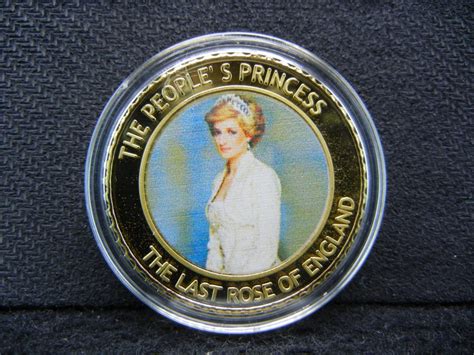 THE PEOPLE'S PRINCESS
THE LAST ROSE OF ENGLAND